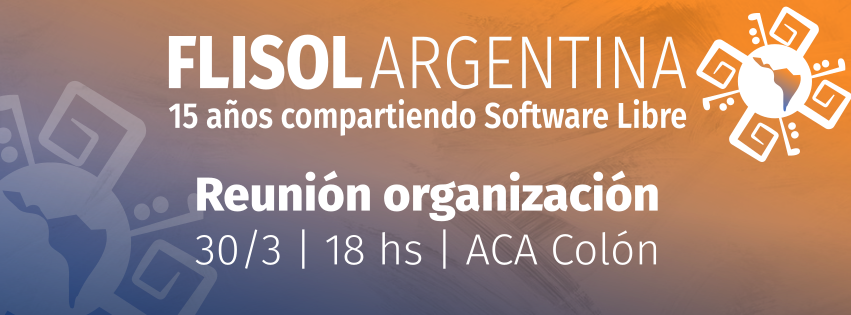 FLISOL ARGENTINA
15 años compartiendo Software Libre
Reunión organización
30/3 | 18 hs | ACA Colón